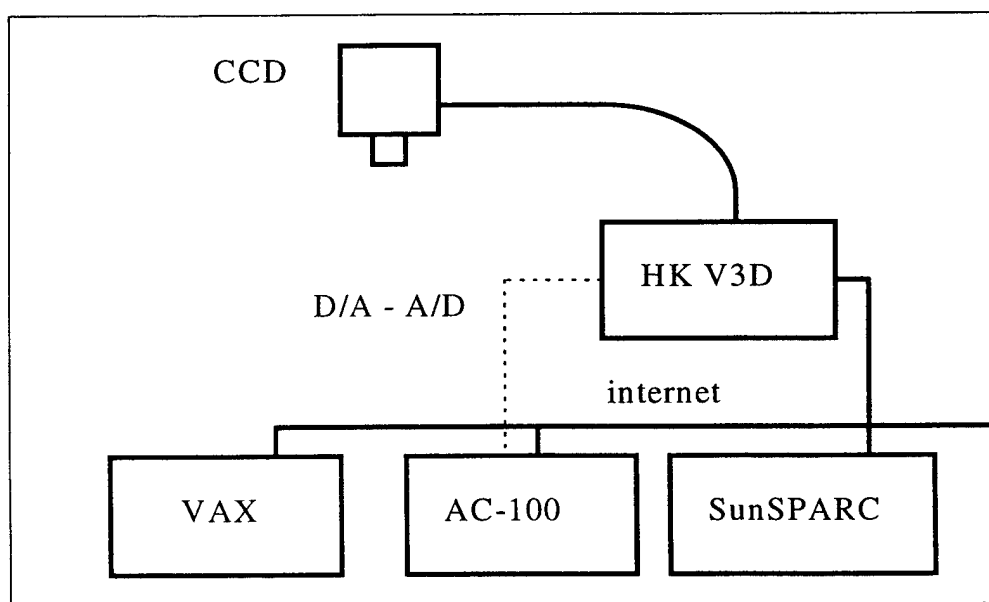 CCD
HK V3D
D/A - A/D
internet
VAX
AC-100
SunSPARC